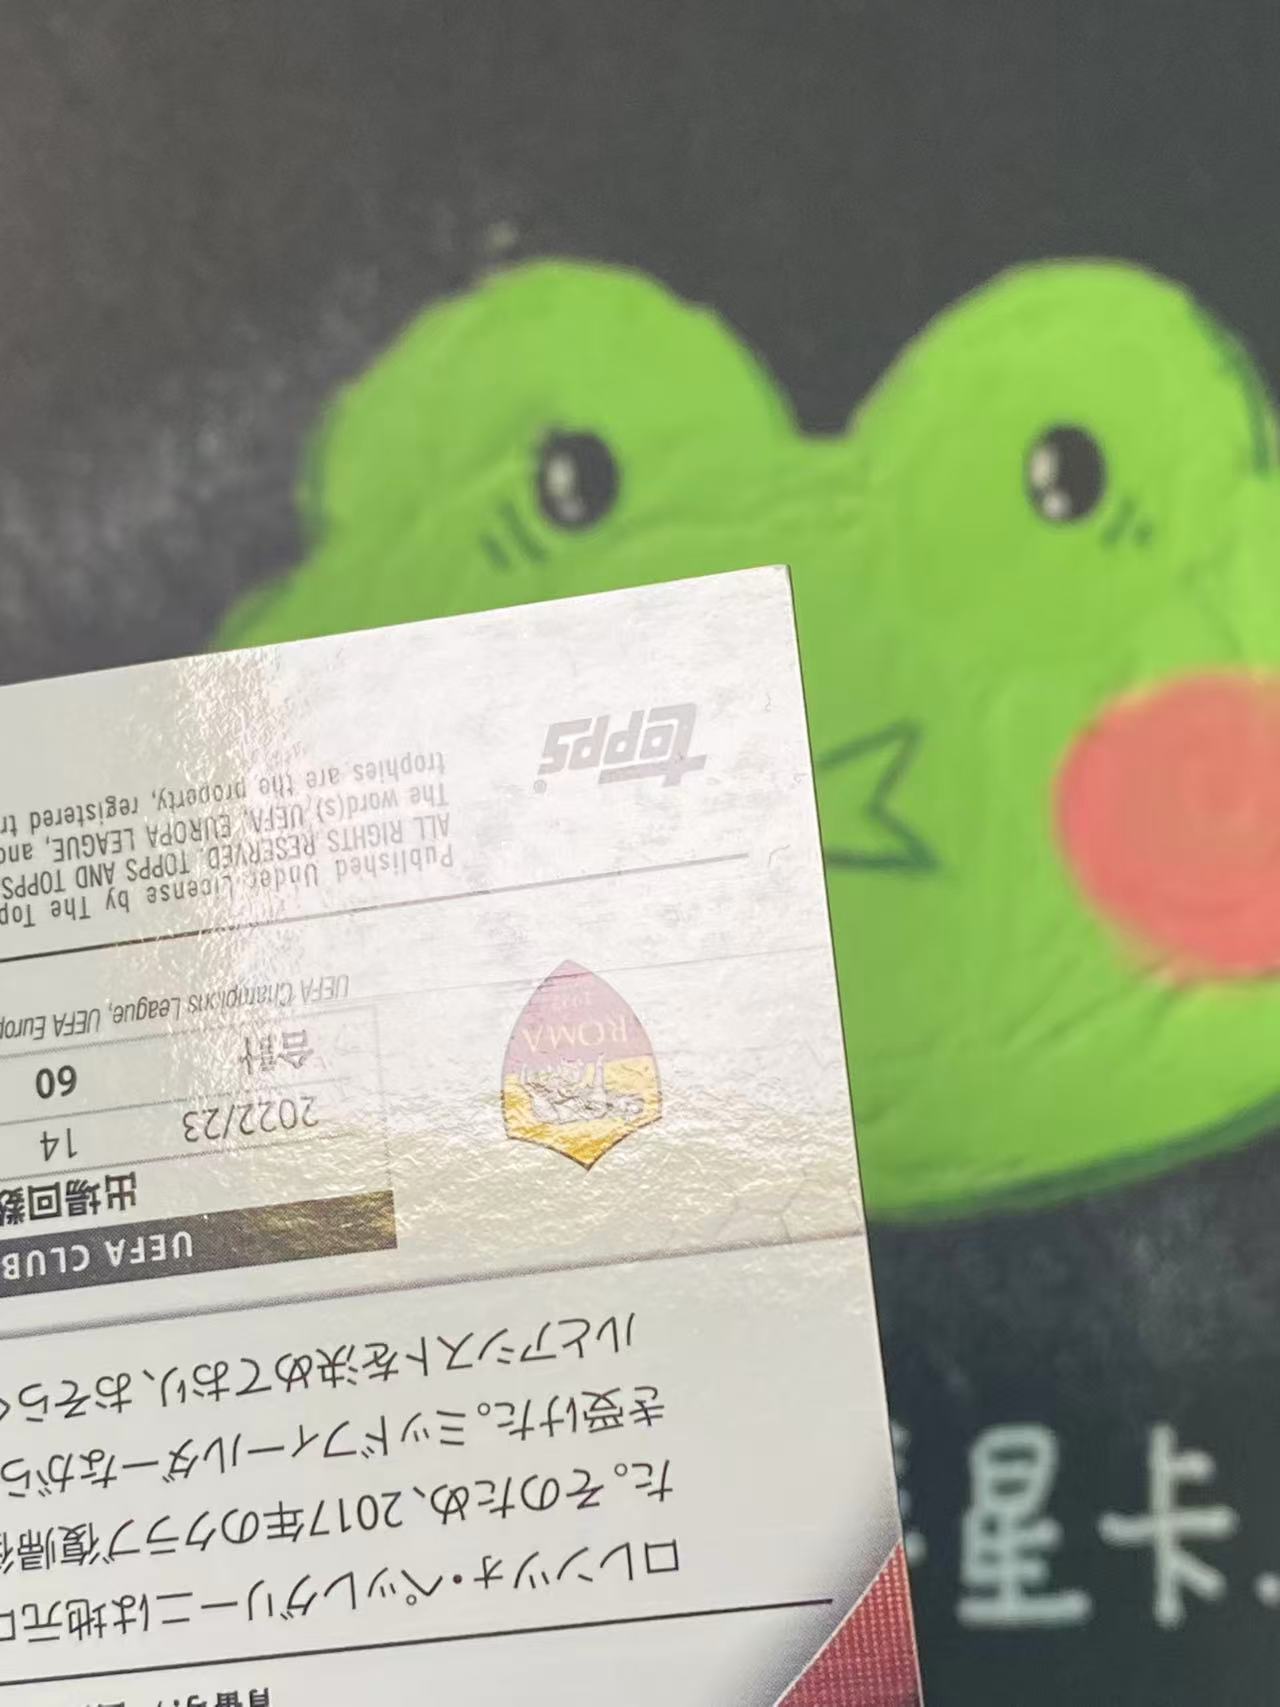 ロレンツォ・ペッレグリーニは地元
た。そのため、2017年のクラブ復帰
き受けた。ミッドフィールダーながら
ルとアシストを決めており、おそらく
UEFA CLUB
出場回数
2022/23 14
合計 60
UEFA Champions League, UEFA Europ
ROMA
Published Under License by The Top
ALL RIGHTS RESERVED. TOPPS AND TOPPS
The word(s) UEFA, EUROPA LEAGUE, and
trophies are the property, registered tr
topps®
星卡